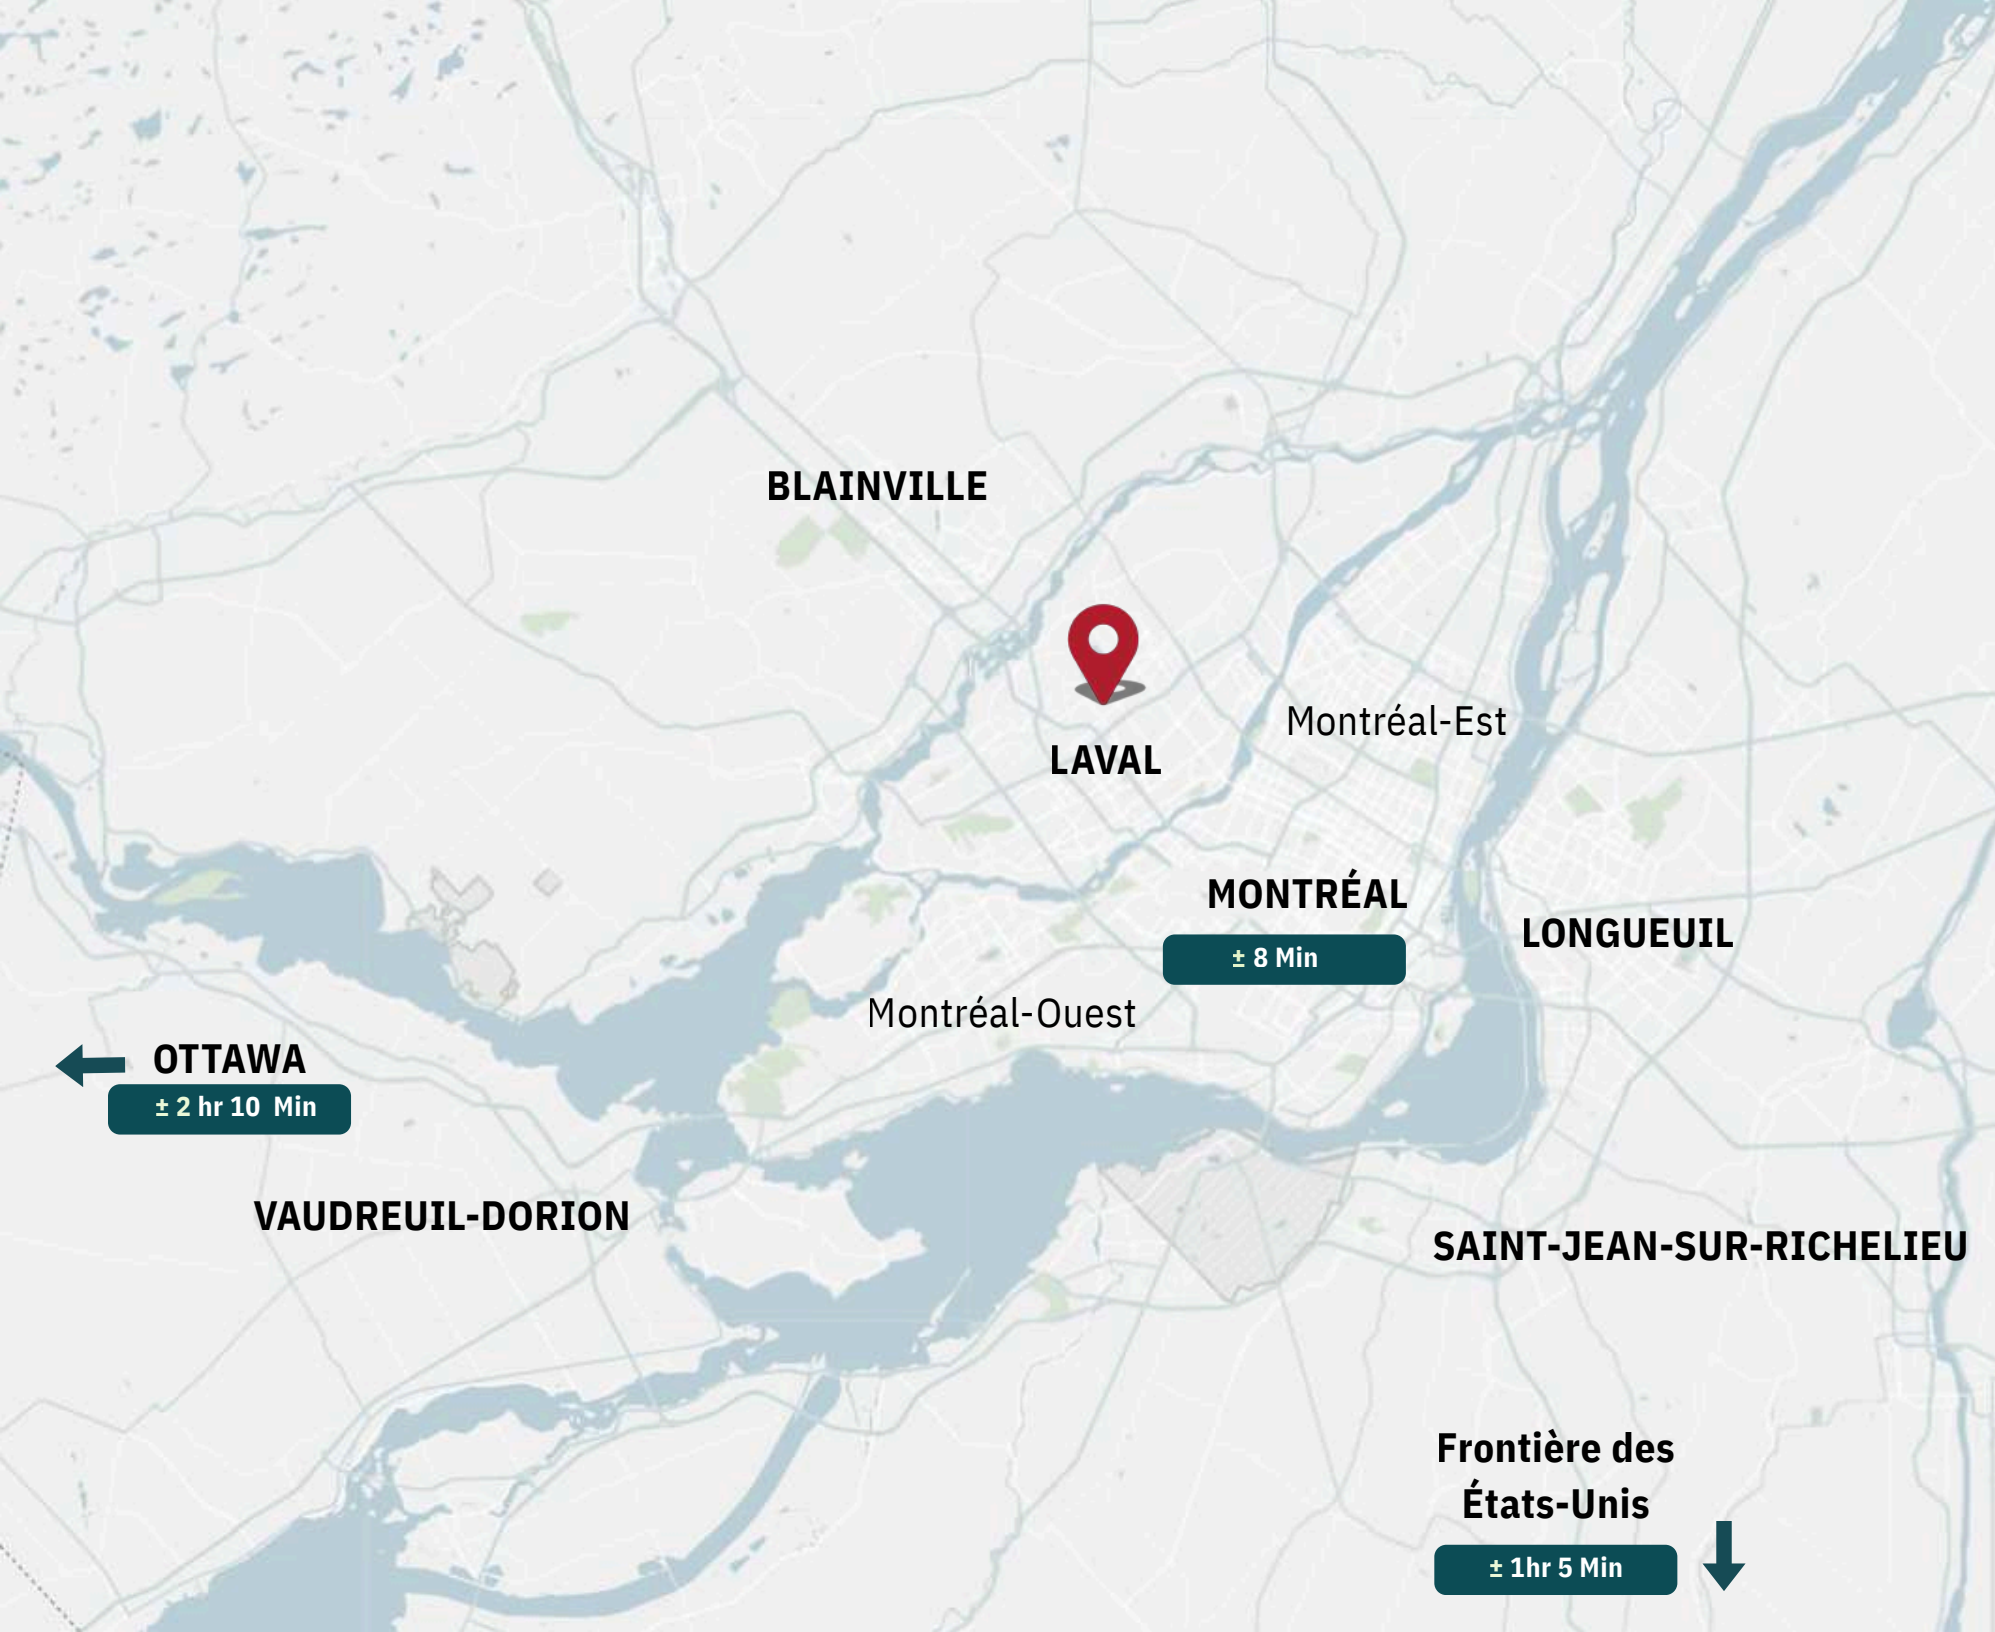 BLAINVILLE
Montréal-Est
LAVAL
MONTRÉAL
± 8 Min
LONGUEUIL
Montréal-Ouest
OTTAWA
± 2 hr 10 Min
VAUDREUIL-DORION
SAINT-JEAN-SUR-RICHELIEU
Frontière des
États-Unis
± 1hr 5 Min